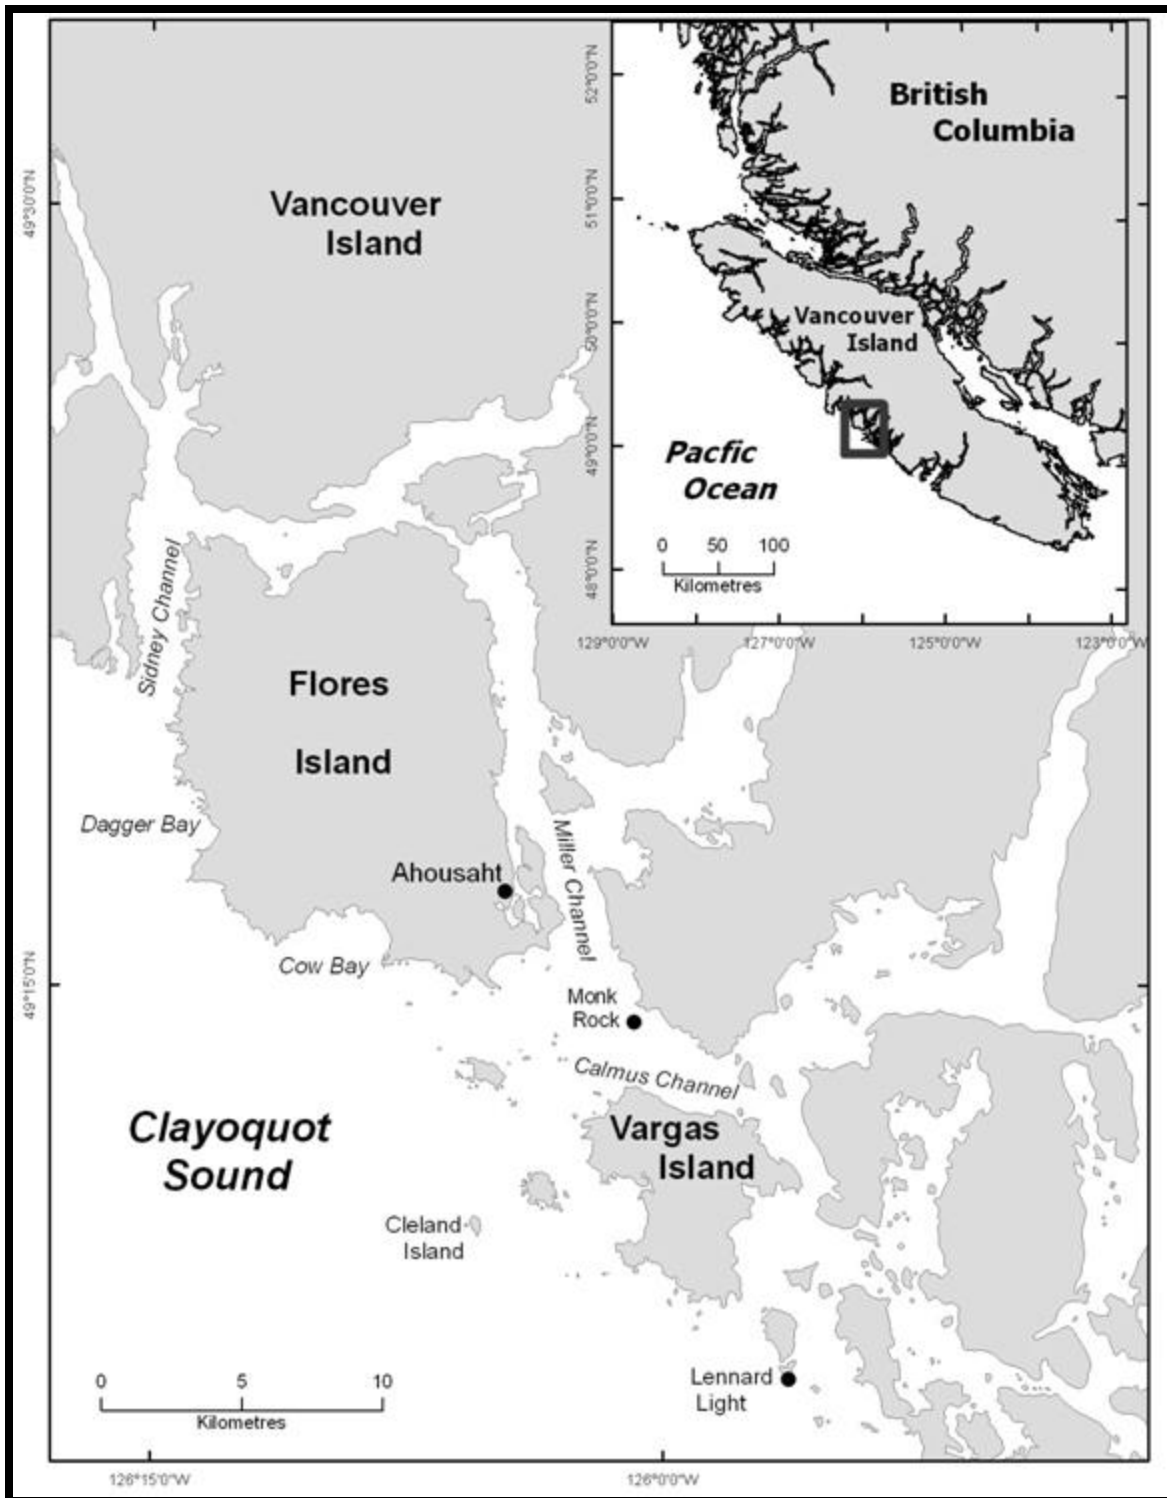 British
Columbia
Vancouver
Island
Pacfic
Ocean
0 50 100
Kilometres
52°0'0"N
51°0'0"N
50°0'0"N
49°0'0"N
48°0'0"N
129°0'0"W 127°0'0"W 125°0'0"W 123°0'0"W
49°30'0"N
Vancouver
Island
Sidney Channel
Flores
Island
Dagger Bay
Ahousaht
Miller Channel
Cow Bay
49°15'0"N
Monk
Rock
Calmus Channel
Clayoquot
Sound
Vargas
Island
Cleland
Island
Lennard
Light
0 5 10
Kilometres
126°15'0"W 126°0'0"W